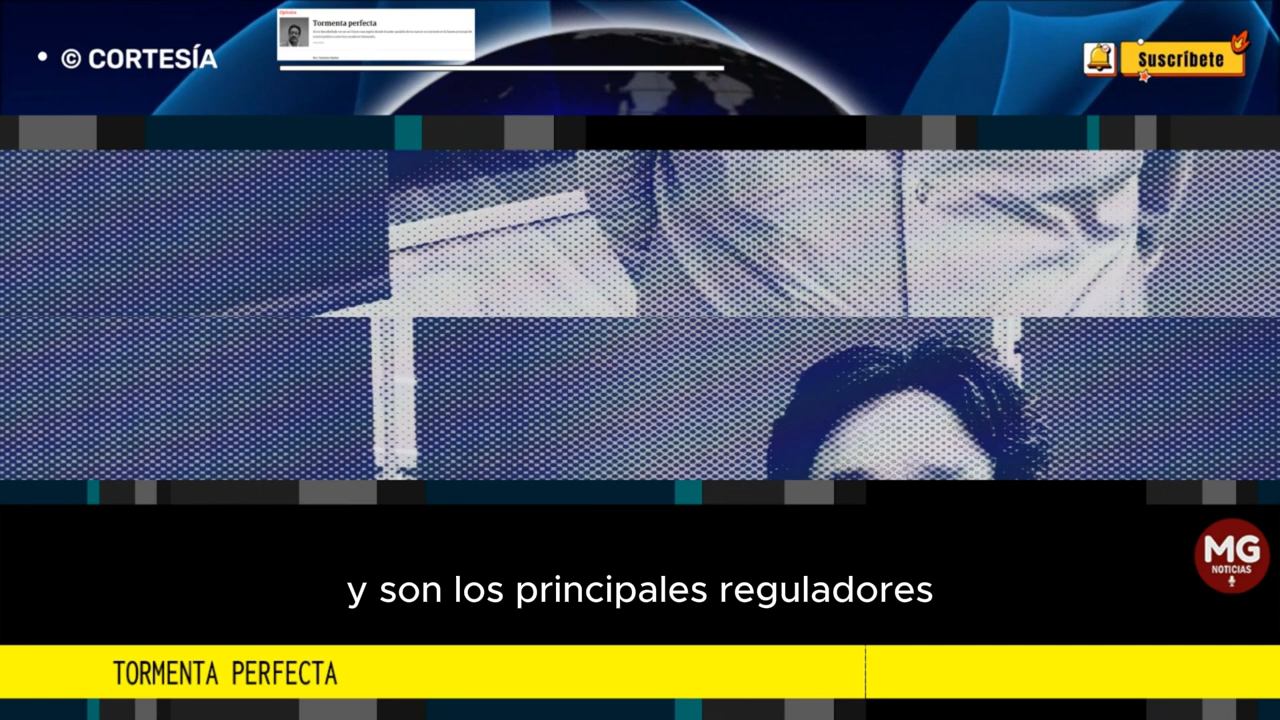 • © CORTESÍA
Opinión
Tormenta perfecta
Suscríbete
MG
NOTICIAS
y son los principales reguladores
TORMENTA PERFECTA